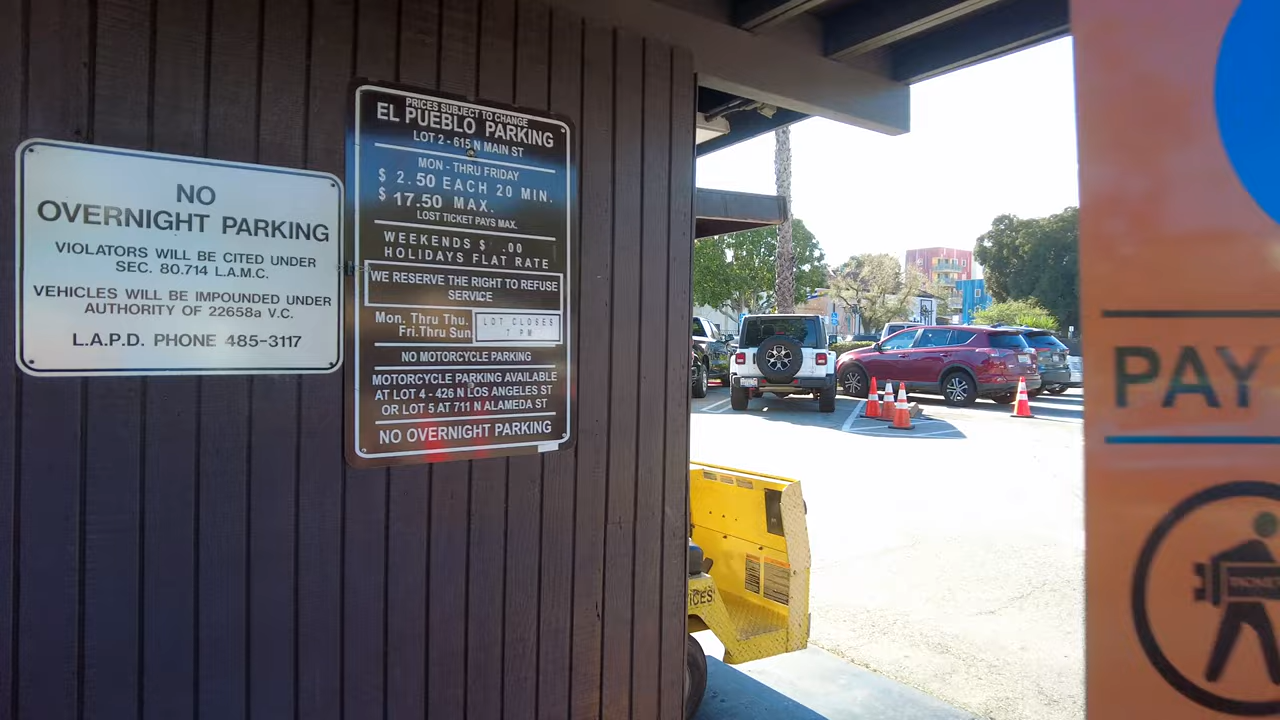 NO
OVERNIGHT PARKING
VIOLATORS WILL BE CITED UNDER
SEC. 80.714 L.A.M.C.
VEHICLES WILL BE IMPOUNDED UNDER
AUTHORITY OF 22658a V.C.
L.A.P.D. PHONE 485-3117
PRICES SUBJECT TO CHANGE
EL PUEBLO PARKING
LOT 2 - 615 N MAIN ST
MON - THRU FRIDAY
$ 2.50 EACH 20 MIN.
$ 17.50 MAX.
LOST TICKET PAYS MAX.
WEEKENDS $ .00
HOLIDAYS FLAT RATE
WE RESERVE THE RIGHT TO REFUSE
SERVICE
Mon. Thru Thu.
Fri.Thru Sun.
LOT CLOSES
PM
NO MOTORCYCLE PARKING
MOTORCYCLE PARKING AVAILABLE
AT LOT 4 - 426 N LOS ANGELES ST
OR LOT 5 AT 711 N ALAMEDA ST
NO OVERNIGHT PARKING
PAY